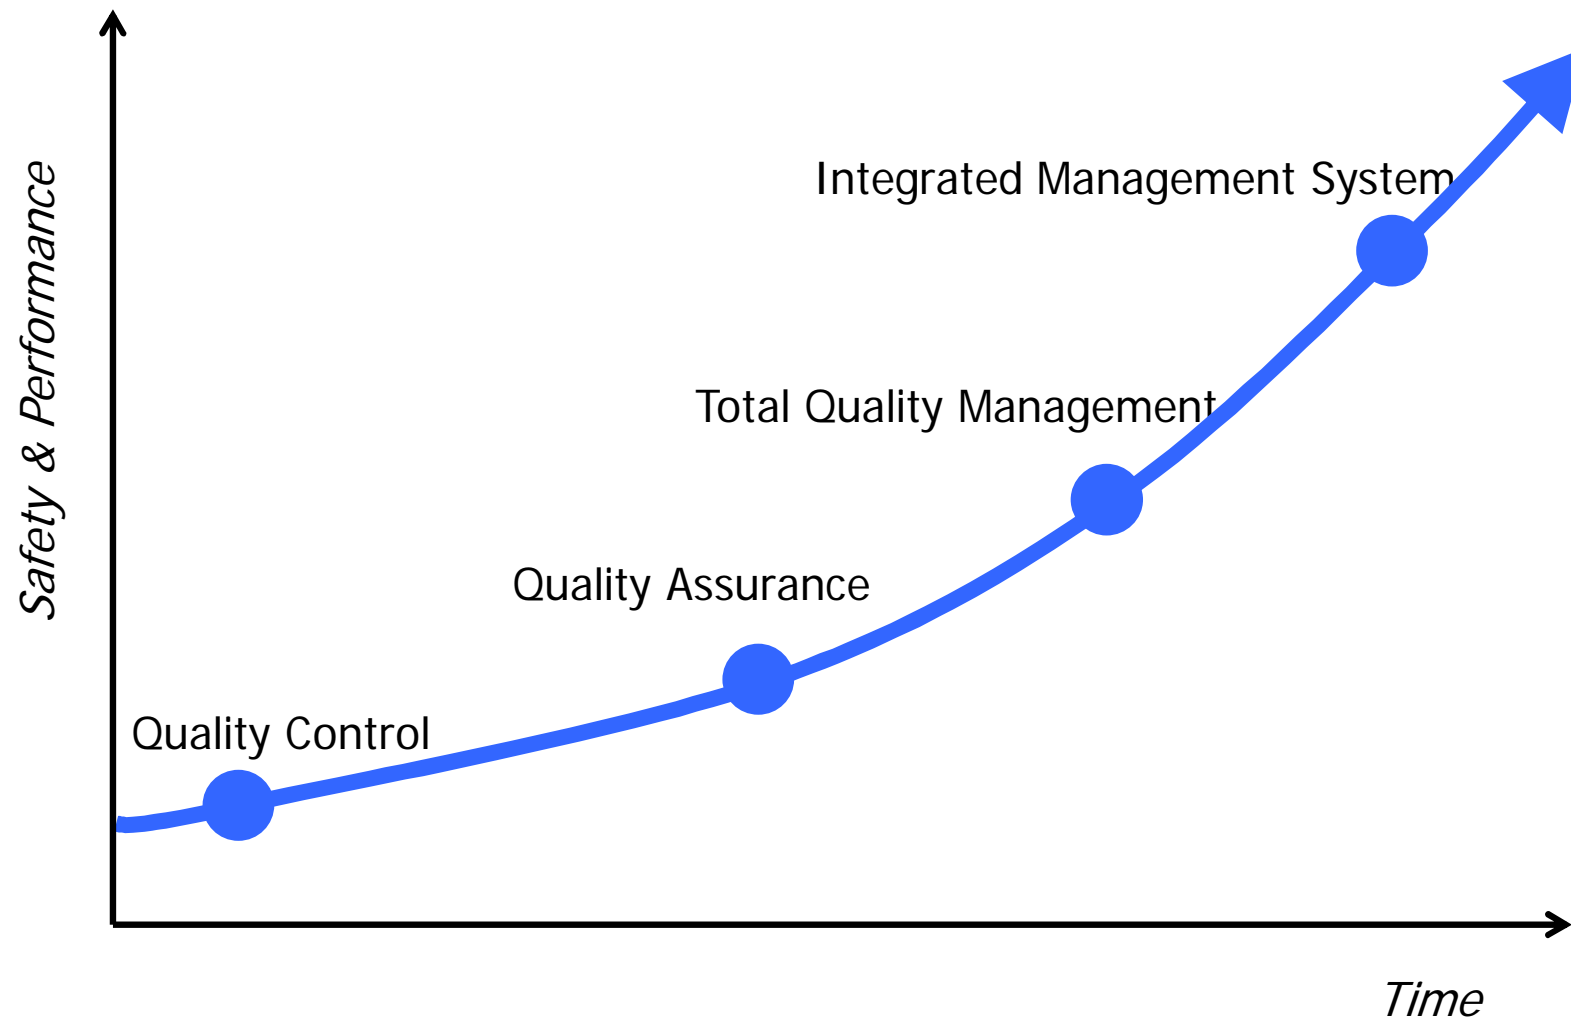 Safety & Performance
Integrated Management System
Total Quality Management
Quality Assurance
Quality Control
Time